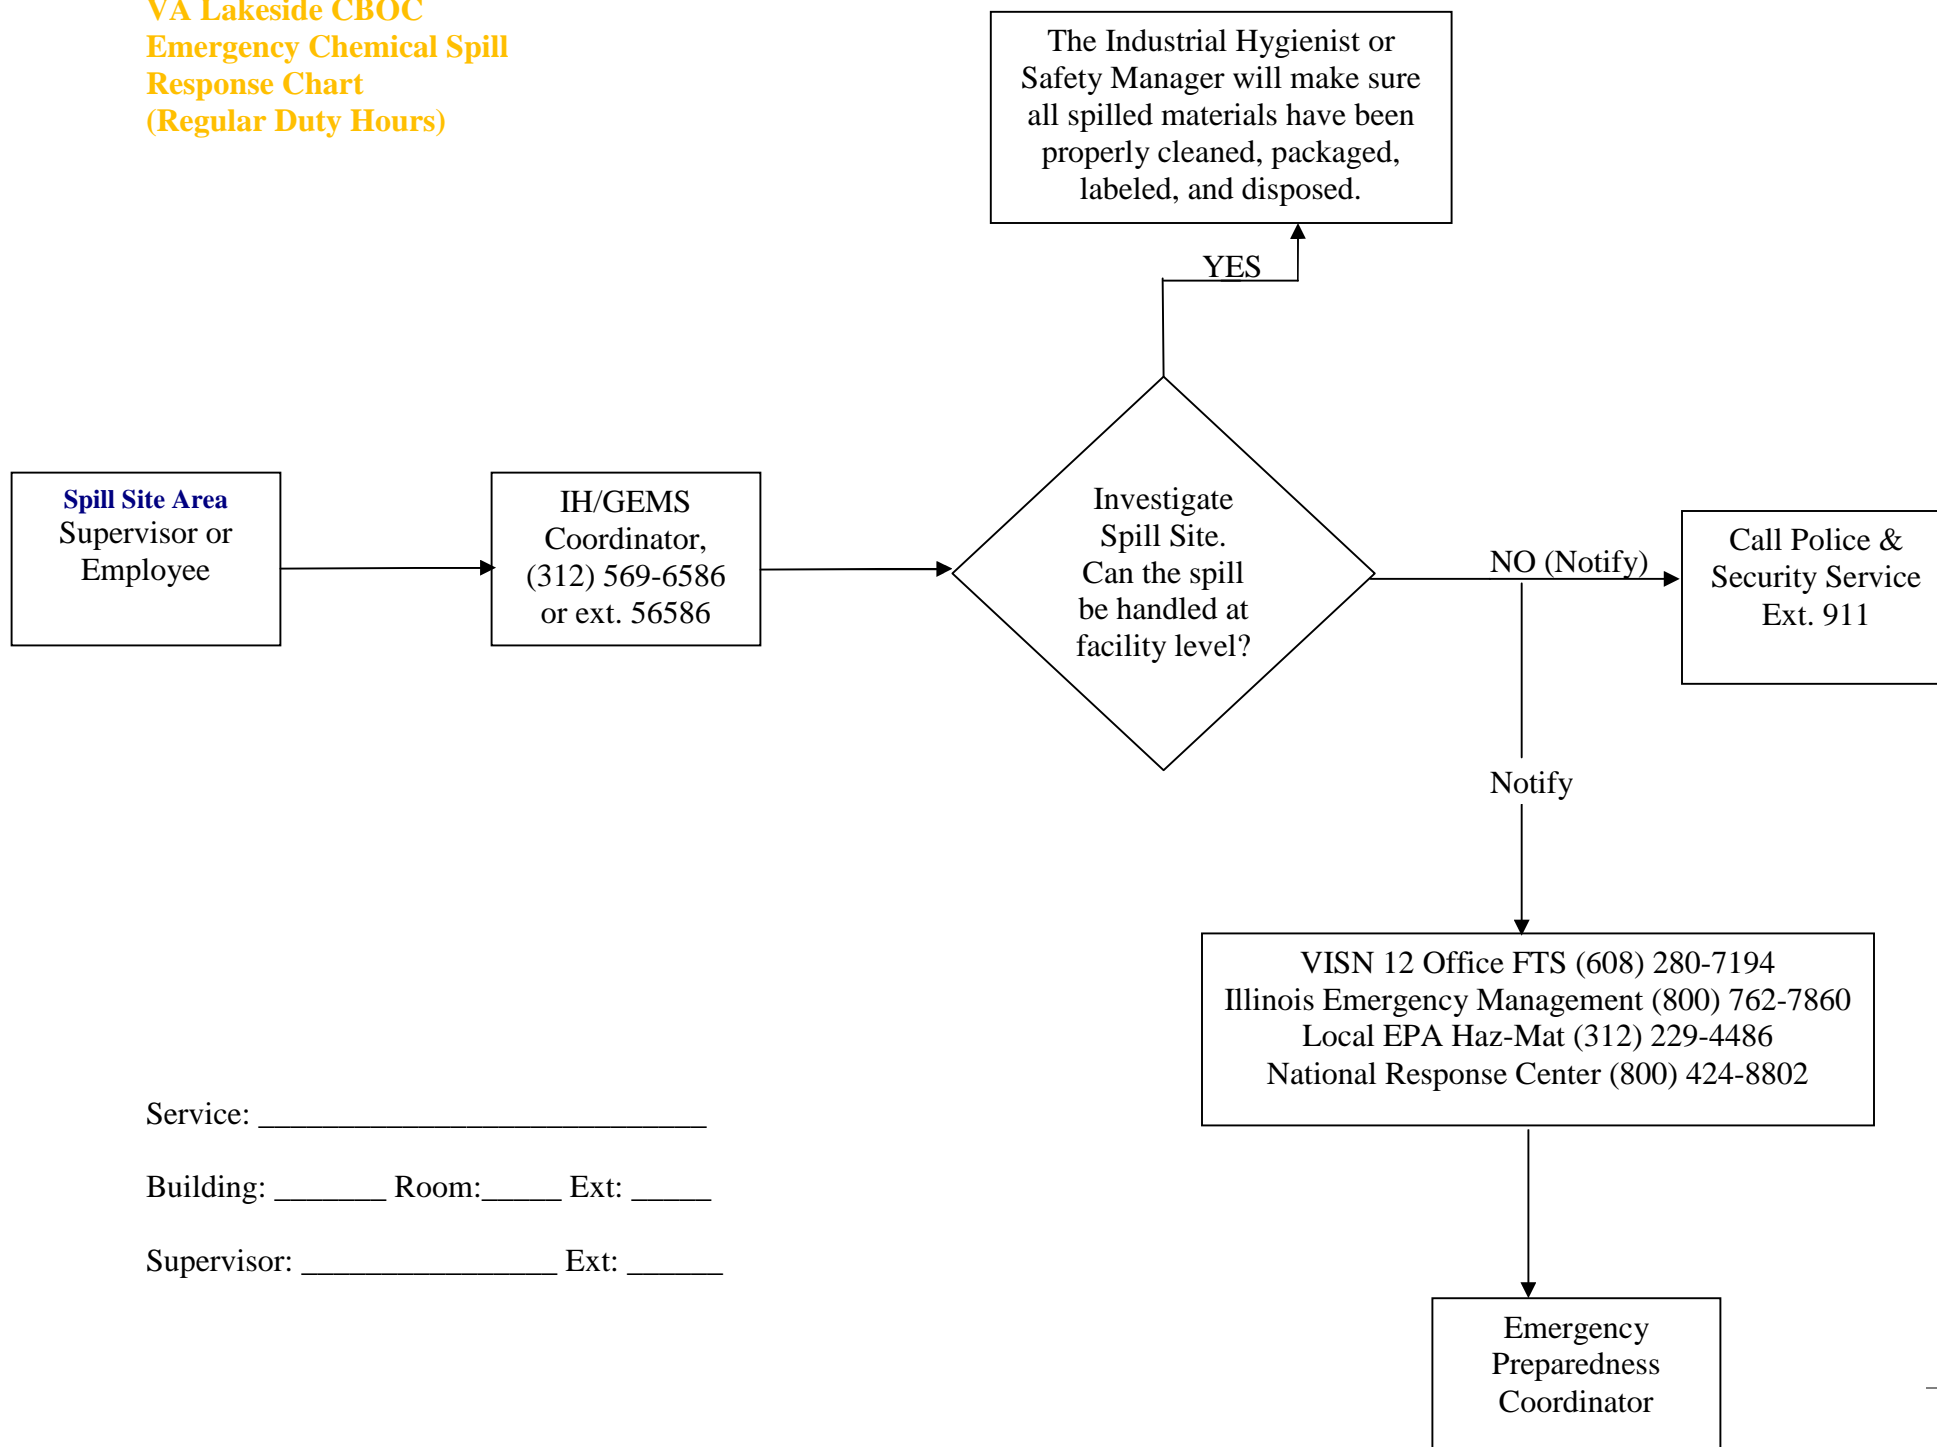 VA Lakeside CBOC
Emergency Chemical Spill
Response Chart
(Regular Duty Hours)
The Industrial Hygienist or
Safety Manager will make sure
all spilled materials have been
properly cleaned, packaged,
labeled, and disposed.
YES
Spill Site Area
Supervisor or
Employee
IH/GEMS
Coordinator,
(312) 569-6586
or ext. 56586
Investigate
Spill Site.
Can the spill
be handled at
facility level?
NO (Notify)
Call Police &
Security Service
Ext. 911
Notify
VISN 12 Office FTS (608) 280-7194
Illinois Emergency Management (800) 762-7860
Local EPA Haz-Mat (312) 229-4486
National Response Center (800) 424-8802
Service: ____________________________
Building: _______ Room:_____ Ext: _____
Supervisor: ________________ Ext: ______
Emergency
Preparedness
Coordinator